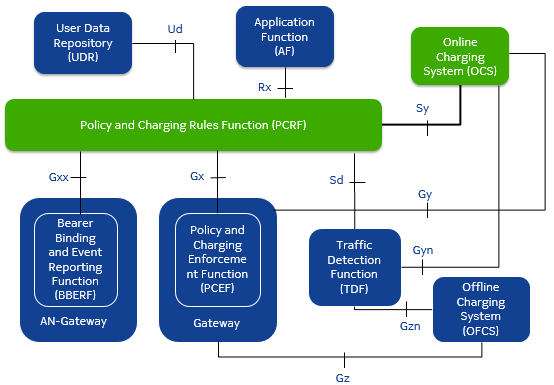 User Data
Repository
(UDR)
Ud
Application
Function
(AF)
Rx
Online
Charging
System (OCS)
Policy and Charging Rules Function (PCRF)
Sy
Gxx
Gx
Sd
Gy
Bearer
Binding
and Event
Reporting
Function
(BBERF)
AN-Gateway
Policy and
Charging
Enforceme
nt Function
(PCEF)
Gateway
Traffic
Detection
Function
(TDF)
Gyn
Gzn
Offline
Charging
System
(OFCS)
Gz